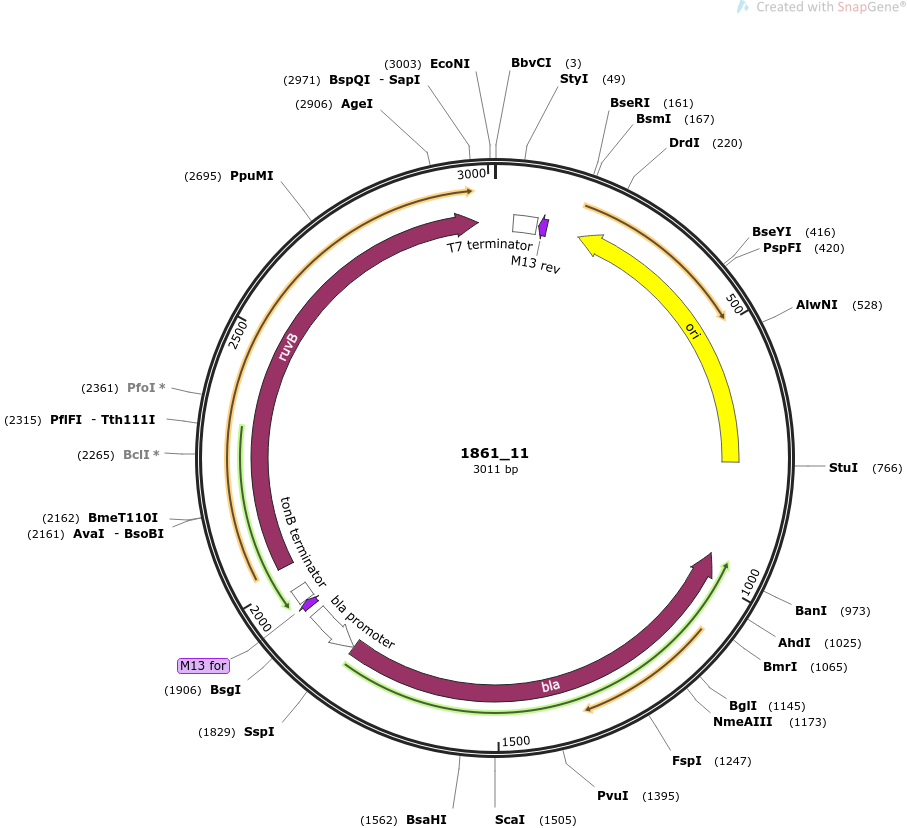 Created with SnapGene®
(3003) EcoNI
BbvCI (3)
(2971) BspQI - SapI
StyI (49)
(2906) AgeI
BseRI (161)
BsmI (167)
DrdI (220)
3000
(2695) PpuMI
BseYI (416)
PspFI (420)
T7 terminator
M13 rev
500
AlwNI (528)
ori
2500
ruvB
(2361) PfoI *
(2315) PflFI - Tth111I
(2265) BclI *
1861_11
3011 bp
StuI (766)
(2162) BmeT110I
(2161) AvaI - BsoBI
tonB terminator
1000
2000
bla promoter
BanI (973)
AhdI (1025)
M13 for
BmrI (1065)
(1906) BsgI
bla
BglI (1145)
NmeAIII (1173)
(1829) SspI
1500
FspI (1247)
PvuI (1395)
(1562) BsaHI
ScaI (1505)